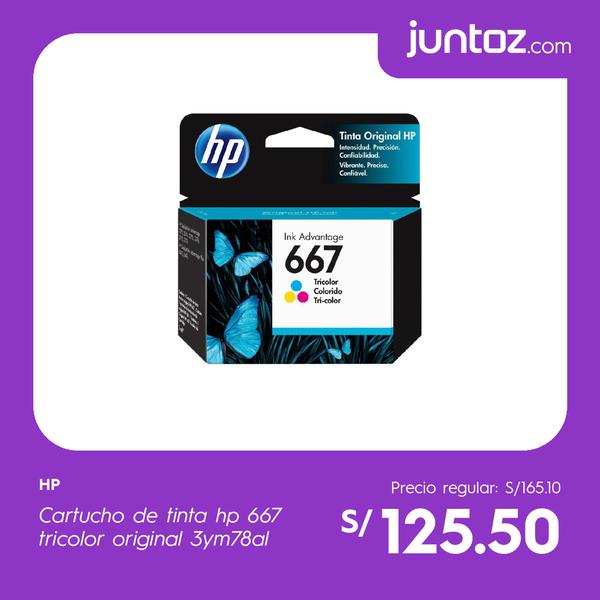 juntoz.com
hp
Tinta Original HP
Intensidad. Precisión.
Confiabilidad.
Vibrante. Preciso.
Confiável.
Ink Advantage
667
Tricolor
Colorido
Tri-color
HP
Precio regular: S/165.10
Cartucho de tinta hp 667
tricolor original 3ym78al
S/125.50